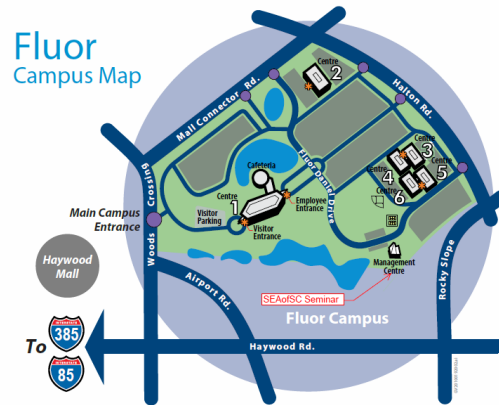 Fluor
Campus Map
Mall Connector Rd.
Centre
2
Halton Rd.
Centre
3
Centre
4
5
Centre
6
Cafeteria
Fluor Daniel Drive
Woods Crossing
Centre
1
Employee
Entrance
Visitor
Parking
Visitor
Entrance
Main Campus
Entrance
Management
Centre
Haywood
Mall
Airport Rd.
Rocky Slope
SEAofSC Seminar
Fluor Campus
To
INTERSTATE
385
INTERSTATE
85
Haywood Rd.